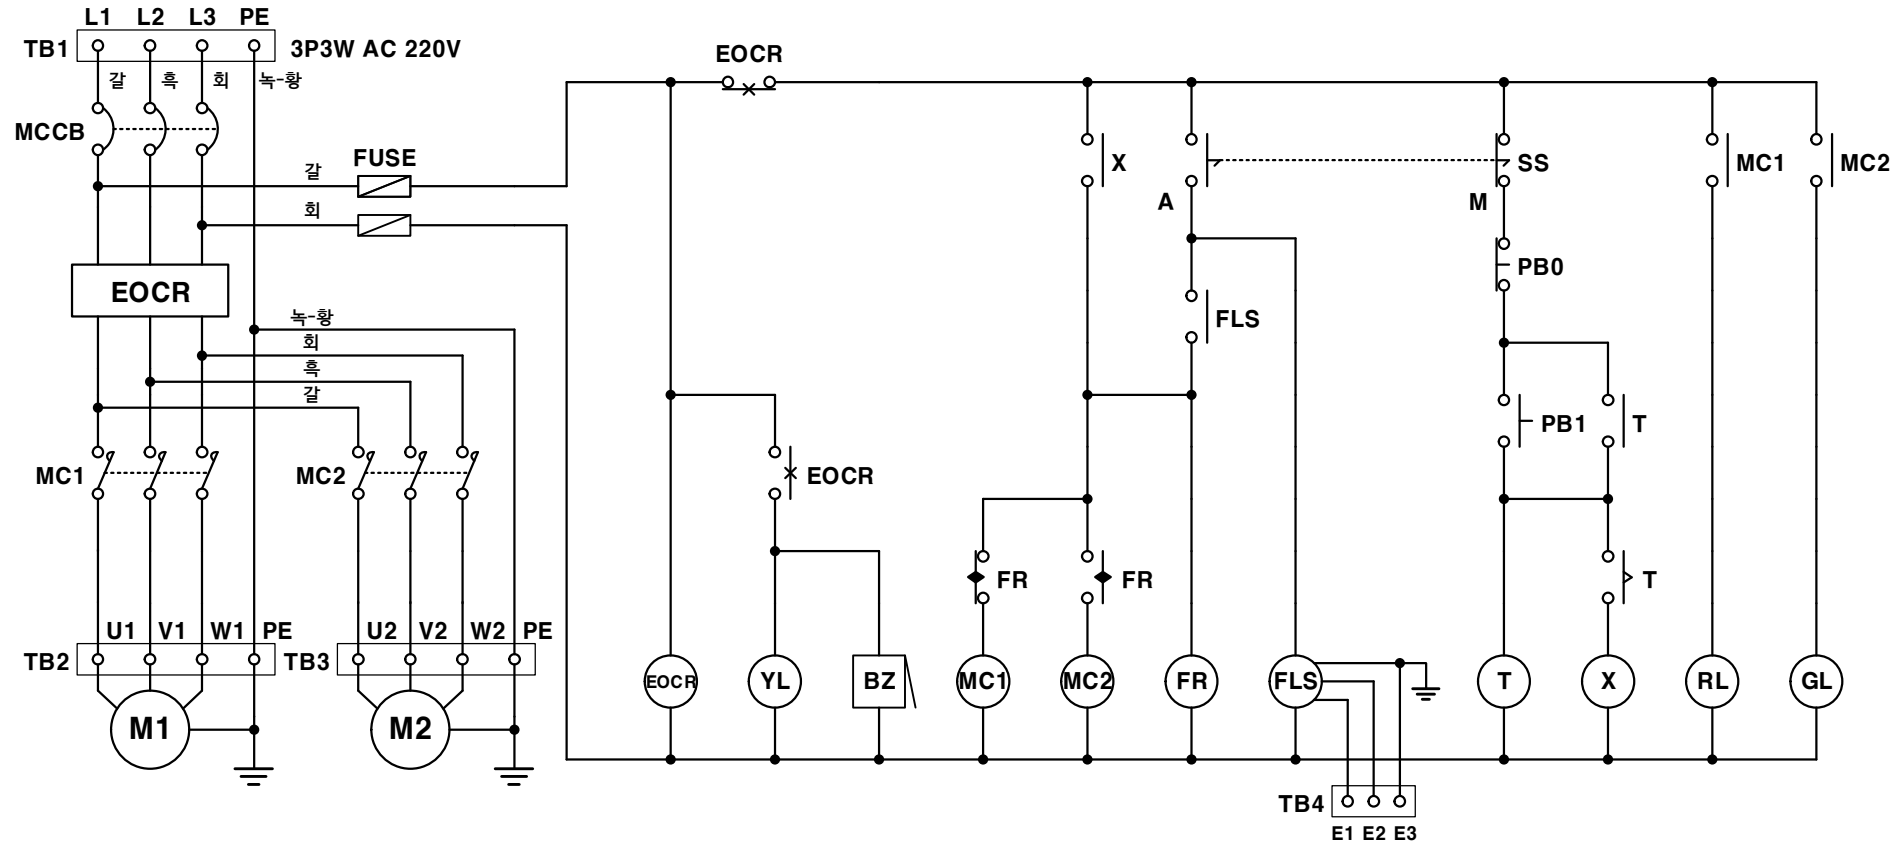 L1 L2 L3 PE
TB1
3P3W AC 220V
갈 흑 회 녹-황
EOCR
MCCB
FUSE
갈
회
X
A
M
SS
MC1
MC2
PB0
EOCR
FLS
녹-황
회
흑
갈
PB1
T
MC1
MC2
EOCR
FR
FR
T
U1 V1 W1 PE
U2 V2 W2 PE
TB2
TB3
EOCR
YL
BZ
MC1
MC2
FR
FLS
T
X
RL
GL
M1
M2
TB4
E1 E2 E3